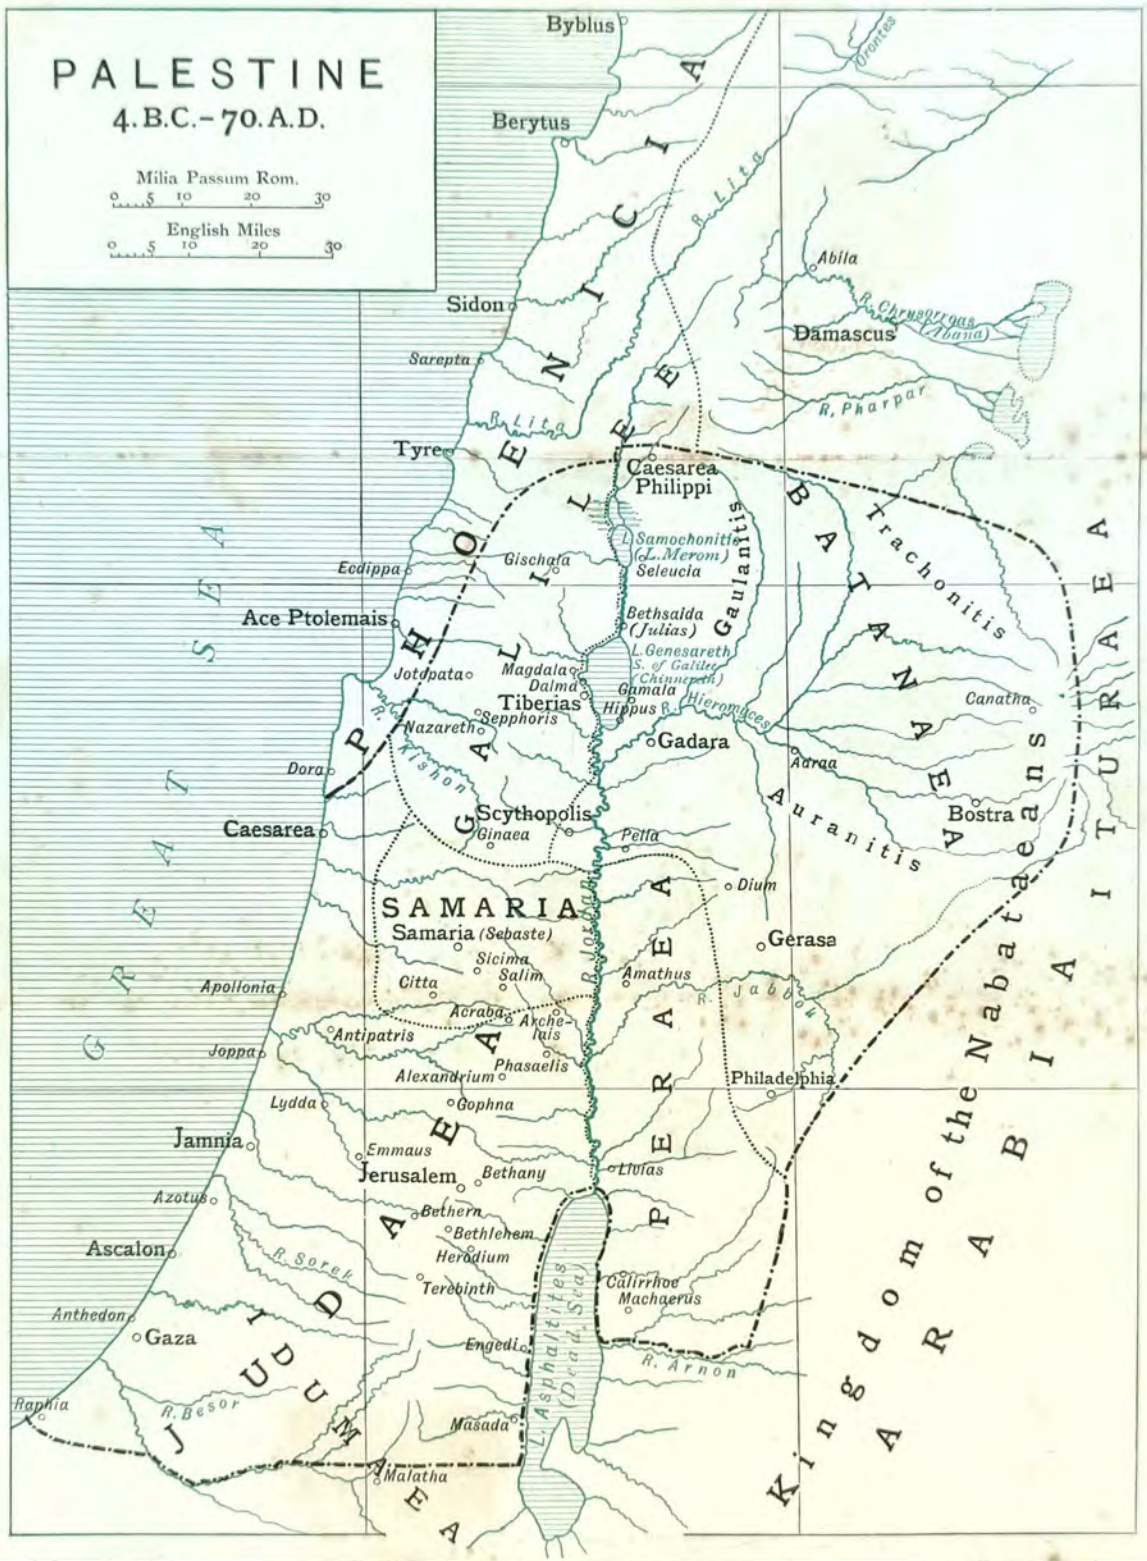 PALESTINE
4.B.C.–70.A.D.
Milia Passum Rom.
0 5 10 20 30
English Miles
0 5 10 20 30
Byblus
Orontes
Berytus
R. Lita
Abila
Sidon
R. Chrusorroas
(Abana)
Damascus
Sarepta
R. Pharpar
R. Lita
Tyre
PHOENICIA
Caesarea
Philippi
BATANAEA
Trachonitis
Gaulanitis
L. Samochonitis
(L. Merom)
Seleucia
Gischala
Ecdippa
GALILEE
Ace Ptolemais
Bethsaida
(Julias)
L. Genesareth
S. of Galilee
(Chinnereth)
Jotopata
Magdala
Dalma
Tiberias
Gamala
Hippus
R. Hieromyces
Canatha
Sepphoris
Nazareth
R. Kishon
Gadara
Adraa
Dora
Auranitis
Bostra
ITURAEA
Caesarea
Scythopolis
Ginaea
Pella
Dium
GREAT SEA
SAMARIA
Samaria (Sebaste)
R. Jordan
Gerasa
Sicima
Salim
Citta
Amathus
R. Jabbok
Apollonia
Acraba
Arche-
lais
Antipatris
Joppa
Phasaelis
Alexandrium
Philadelphia
PERAEA
Lydda
Gophna
Jamnia
Emmaus
Jerusalem
Bethany
Livias
Azotus
Bethern
Bethlehem
Herodium
Ascalon
R. Sorek
Terebinth
Calirrhoe
Machaerus
Anthedon
Gaza
Engedi
L. Asphaltites
(Dead Sea)
R. Arnon
JUDAEA
IDUMAEA
Raphia
R. Besor
Masada
Malatha
Kingdom of the Nabataeans
ARABIA